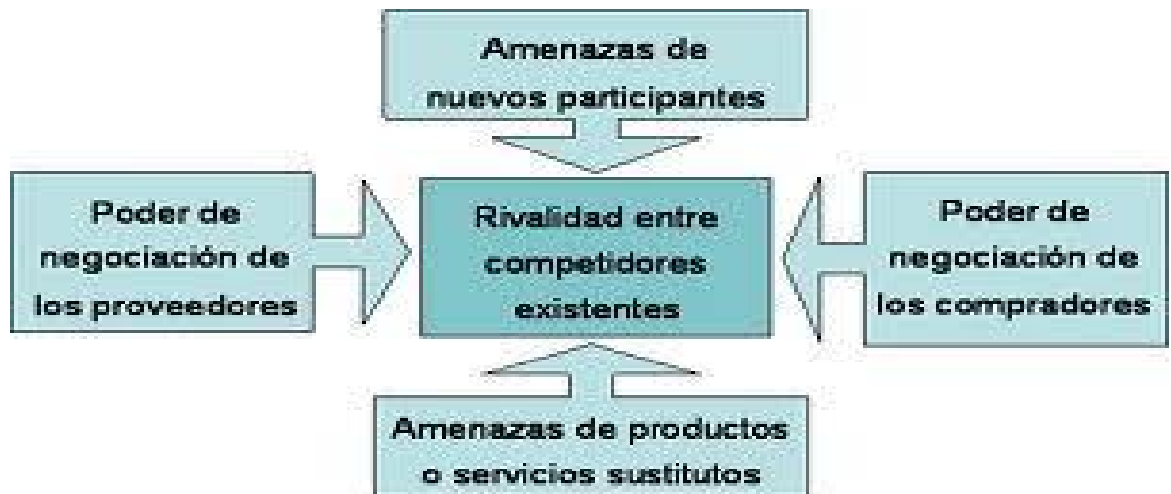 Amenazas de
nuevos participantes
Poder de
negociación de
los proveedores
Rivalidad entre
competidores
existentes
Poder de
negociación de
los compradores
Amenazas de productos
o servicios sustitutos